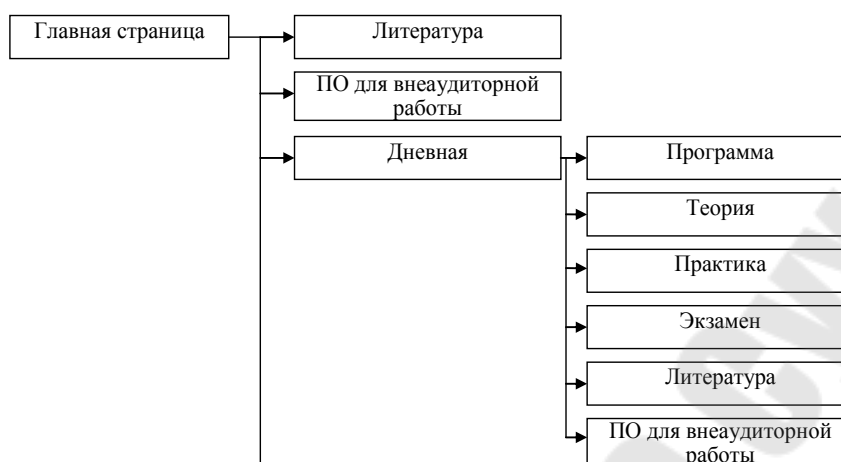 Главная страница
Литература
ПО для внеаудиторной
работы
Дневная
Программа
Теория
Практика
Экзамен
Литература
ПО для внеаудиторной
работы